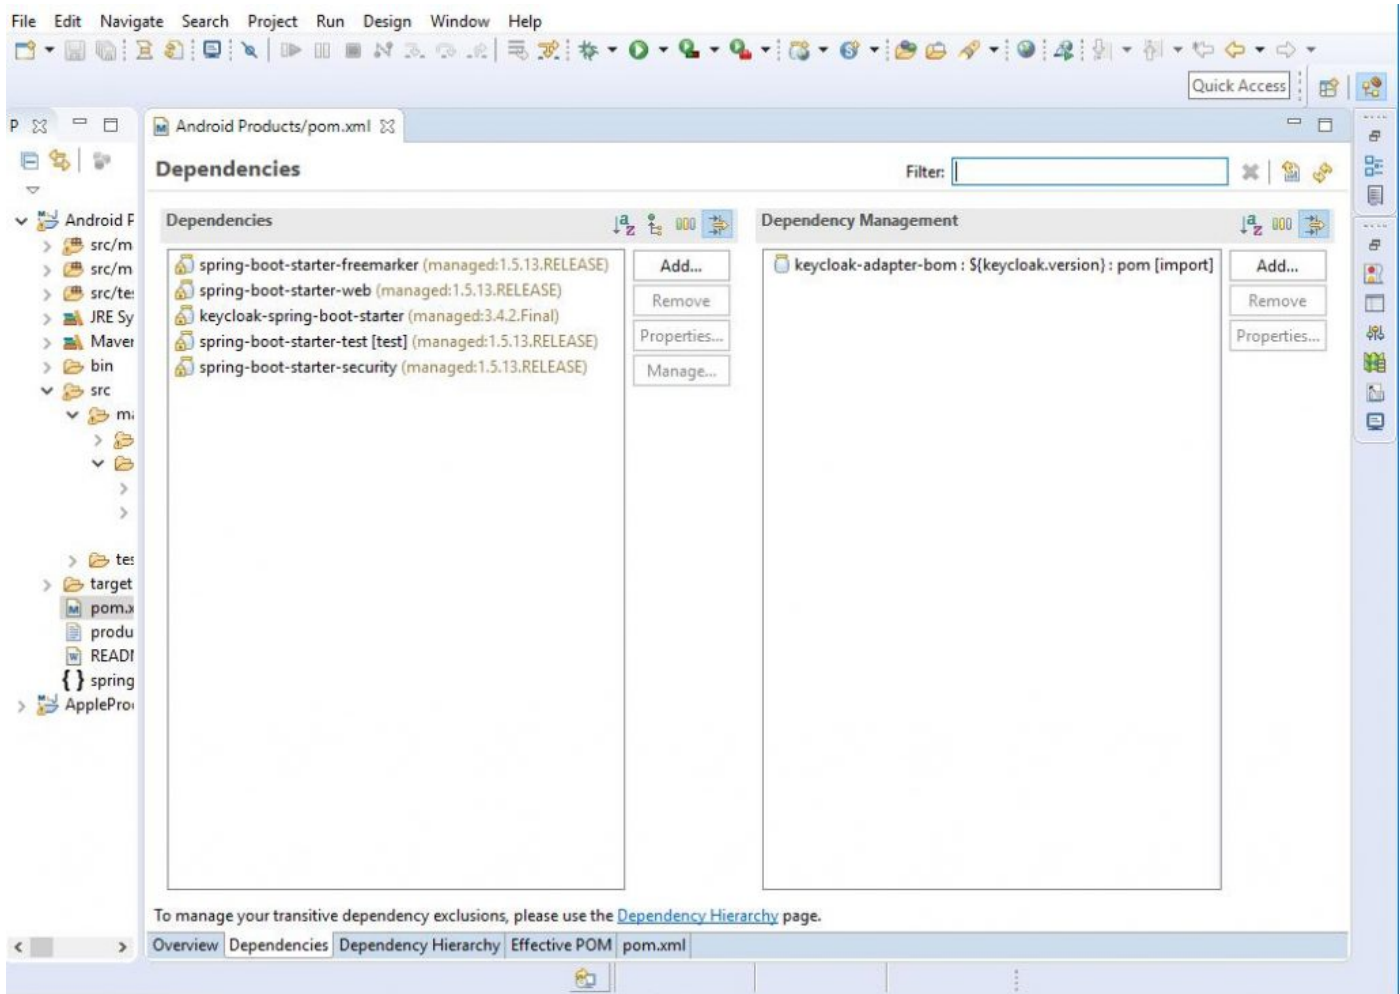 File Edit Navigate Search Project Run Design Window Help
Quick Access
P
Android Products/pom.xml
Dependencies
Filter:
Dependencies
Dependency Management
spring-boot-starter-freemarker (managed:1.5.13.RELEASE)
spring-boot-starter-web (managed:1.5.13.RELEASE)
keycloak-spring-boot-starter (managed:3.4.2.Final)
spring-boot-starter-test [test] (managed:1.5.13.RELEASE)
spring-boot-starter-security (managed:1.5.13.RELEASE)
Add...
Remove
Properties...
Manage...
keycloak-adapter-bom : ${keycloak.version} : pom [import]
Add...
Remove
Properties...
Android P
src/m
src/m
src/te
JRE Sy
Maver
bin
src
ma
tes
target
pom.x
produ
READI
{ } spring
ApplePro
To manage your transitive dependency exclusions, please use the Dependency Hierarchy page.
Overview Dependencies Dependency Hierarchy Effective POM pom.xml